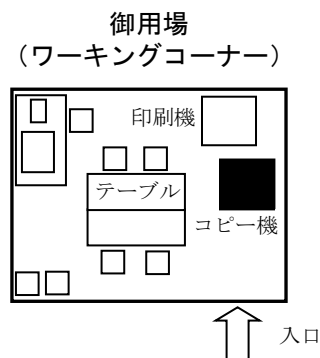 御用場
（ワーキングコーナー）
印刷機
テーブル
コピー機
入口